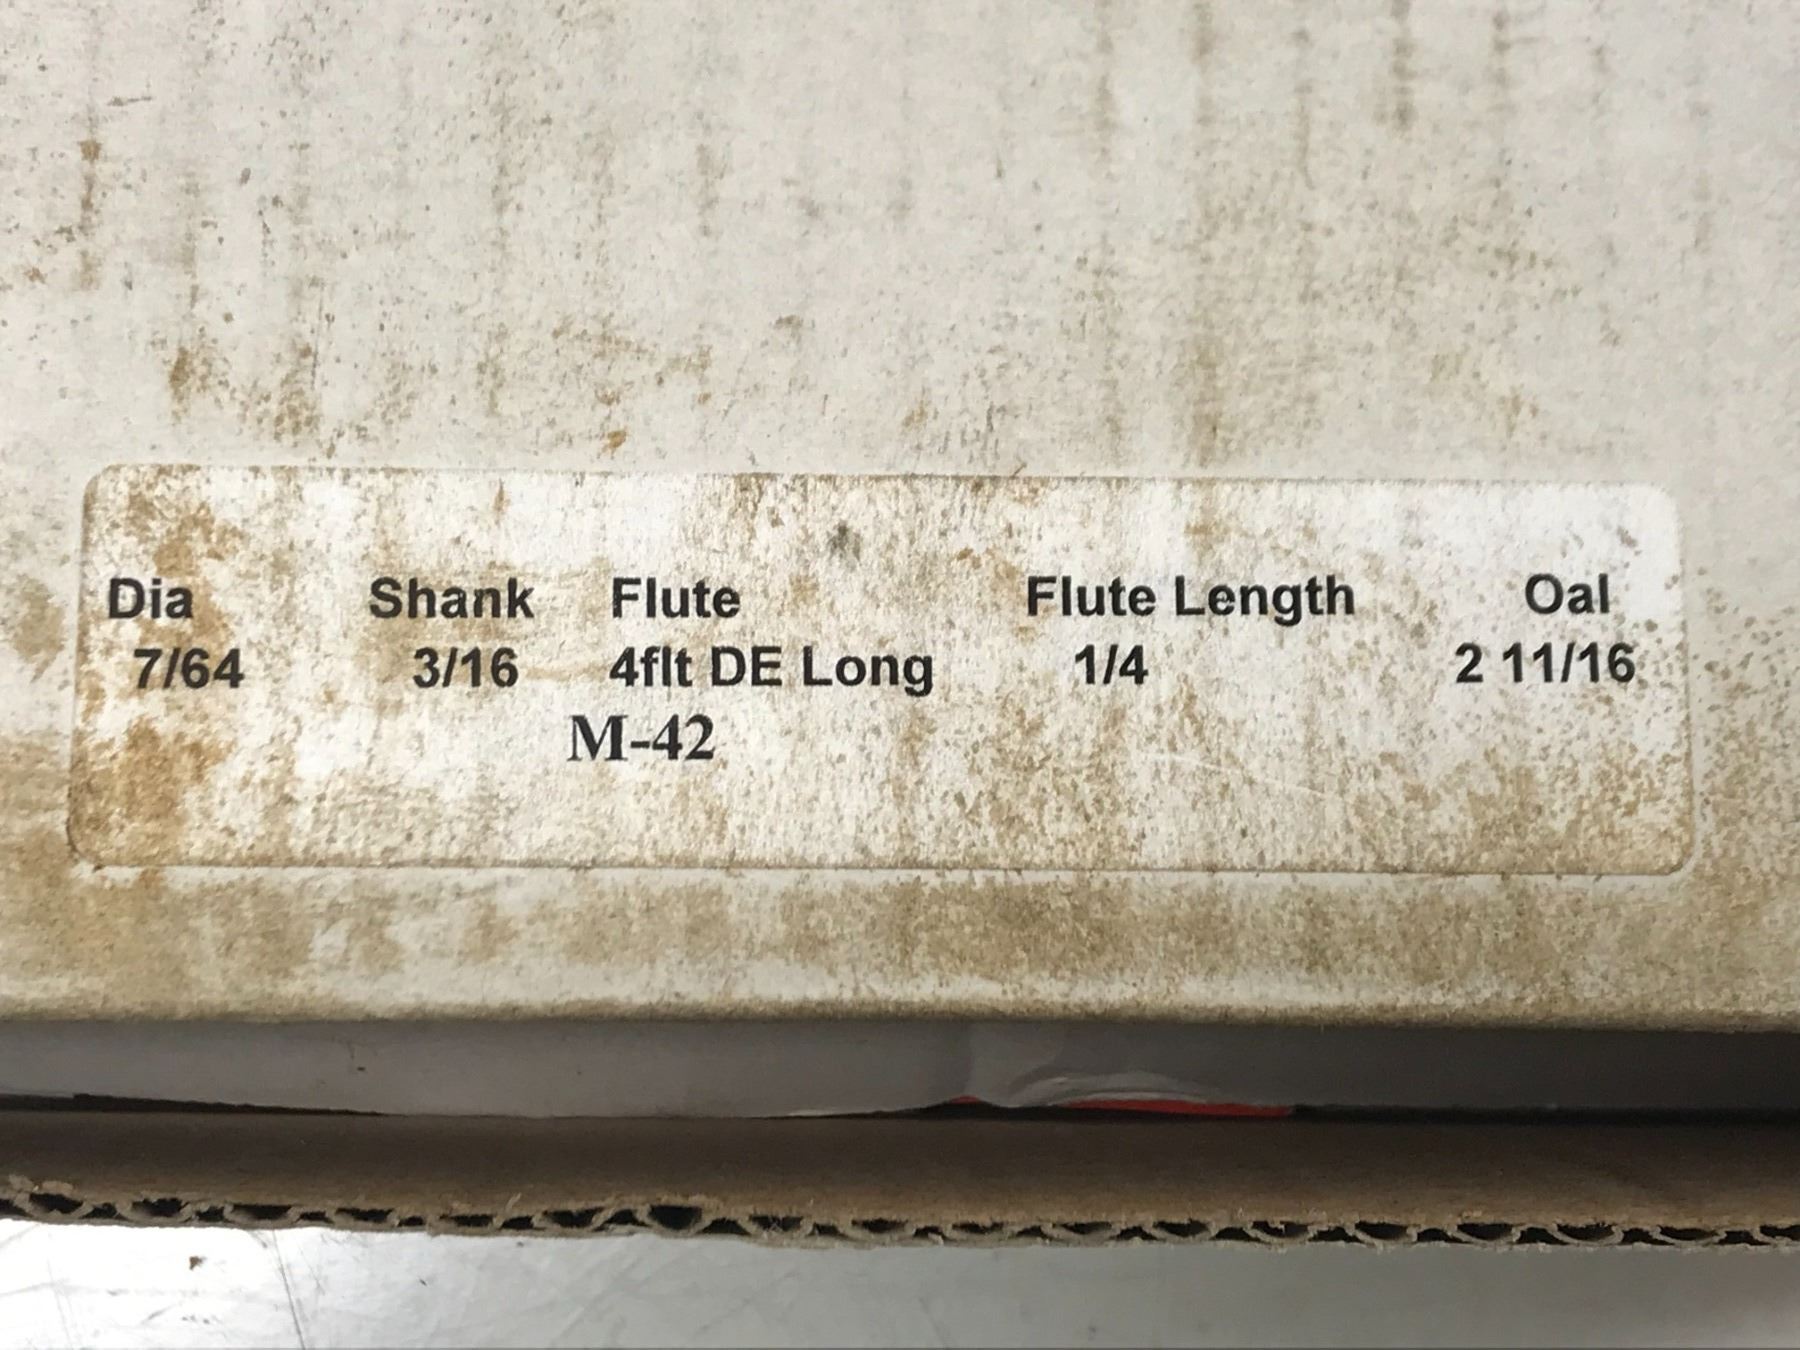 Dia Shank Flute Flute Length Oal
7/64 3/16 4flt DE Long 1/4 2 11/16
M-42